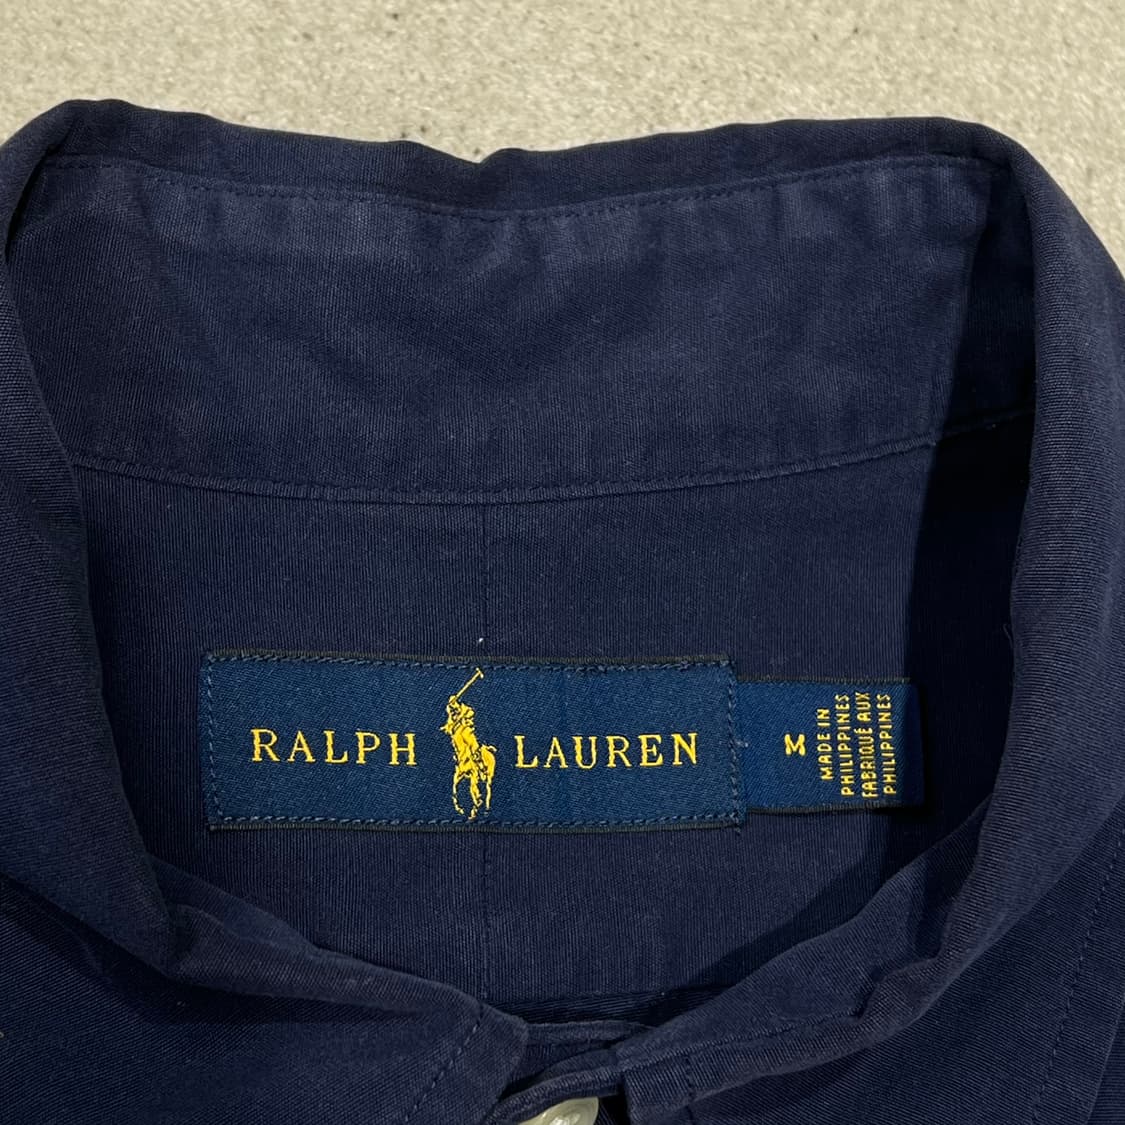 RALPH LAUREN
M
MADE IN
PHILIPPINES
FABRIQUÉ AUX
PHILIPPINES